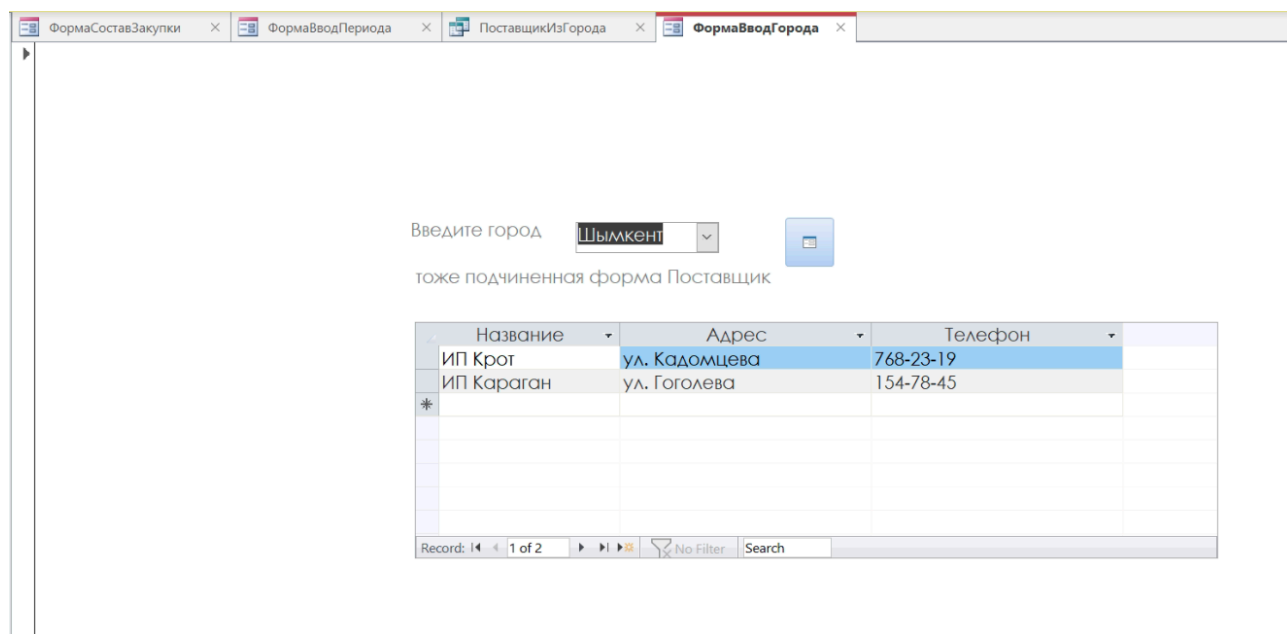 ФормаСоставЗакупки ФормаВводПериода ПоставщикИзГорода ФормаВводГорода
Введите город Шымкент
тоже подчиненная форма Поставщик
Название Адрес Телефон
ИП Крот ул. Кадомцева 768-23-19
ИП Караган ул. Гоголева 154-78-45
Record: 1 of 2 No Filter Search